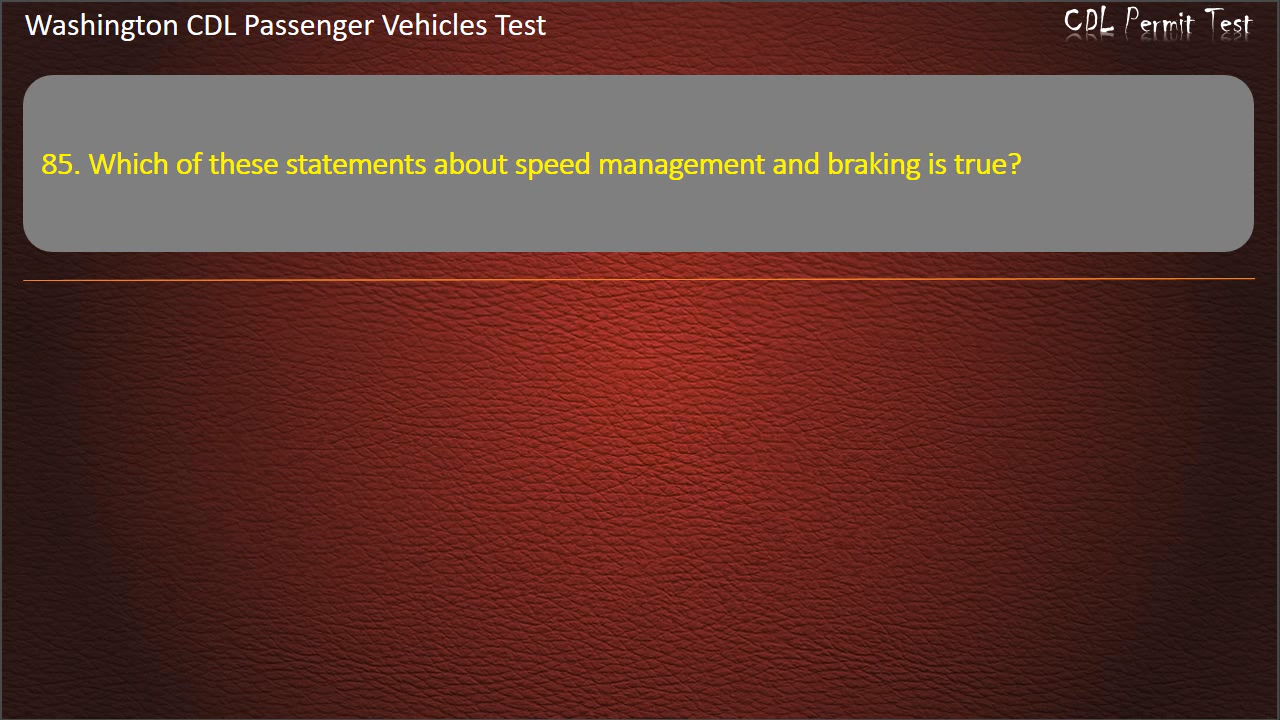 Washington CDL Passenger Vehicles Test
CDL Permit Test
85. Which of these statements about speed management and braking is true?